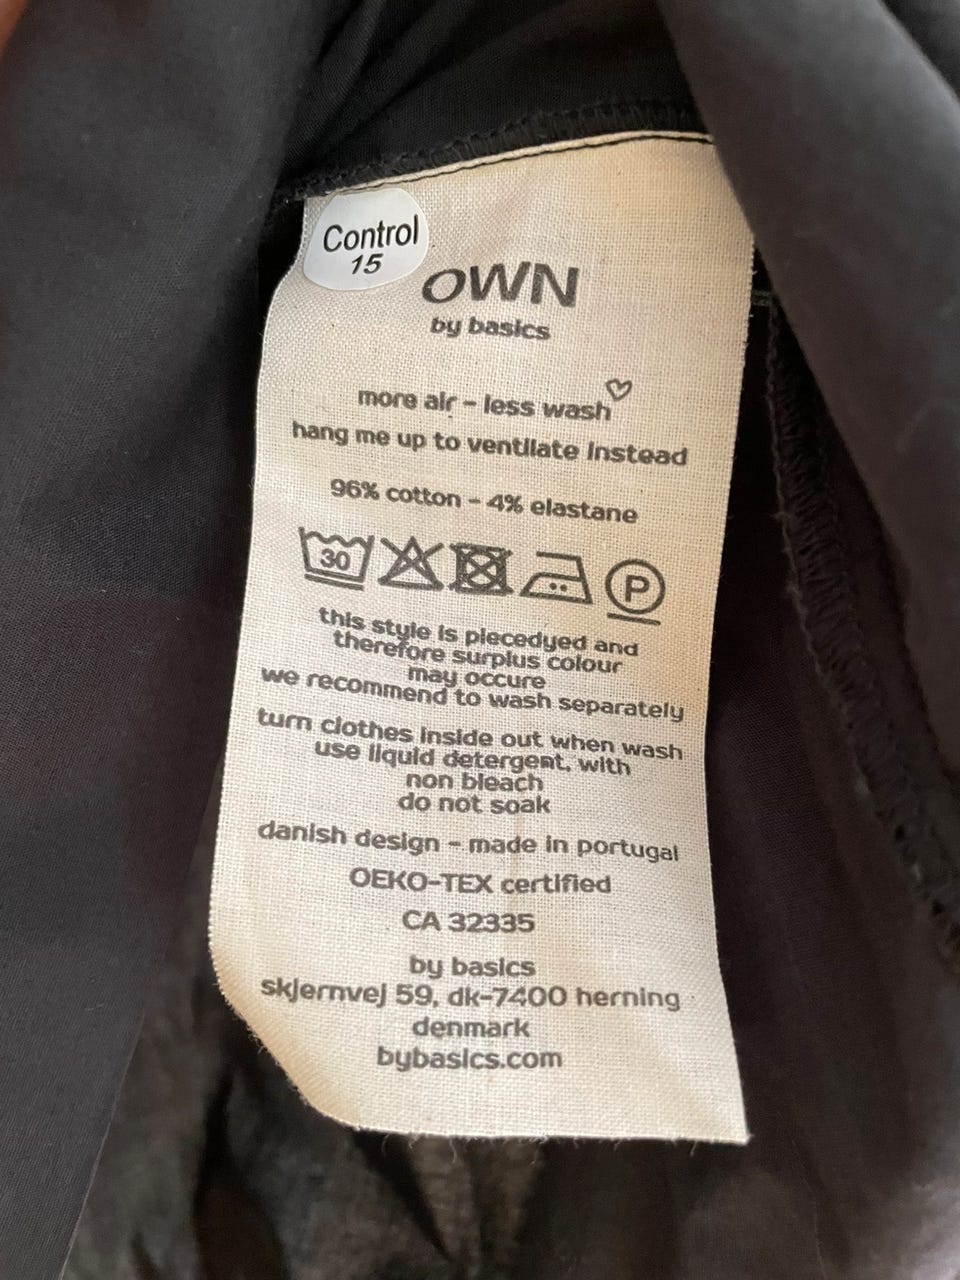 Control
15
OWN
by basics
more air - less wash
hang me up to ventilate instead
96% cotton - 4% elastane
30
P
this style is piecedyed and
therefore surplus colour
may occure
we recommend to wash separately
turn clothes inside out when wash
use liquid detergent, with
non bleach
do not soak
danish design - made in portugal
OEKO-TEX certified
CA 32335
by basics
skjernvej 59, dk-7400 herning
denmark
bybasics.com